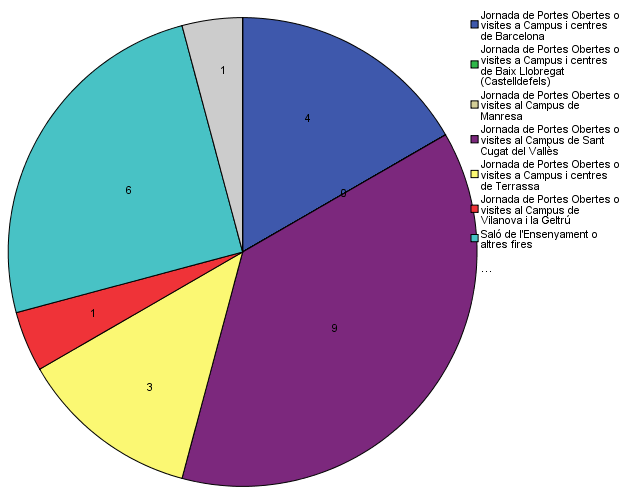 Jornada de Portes Obertes o
visites a Campus i centres
de Barcelona
Jornada de Portes Obertes o
visites a Campus i centres
de Baix Llobregat
(Castelldefels)
Jornada de Portes Obertes o
visites al Campus de
Manresa
Jornada de Portes Obertes o
visites al Campus de Sant
Cugat del Vallès
Jornada de Portes Obertes o
visites a Campus i centres
de Terrassa
Jornada de Portes Obertes o
visites al Campus de
Vilanova i la Geltrú
Saló de l'Ensenyament o
altres fires
...
1
4
6
0
9
1
3